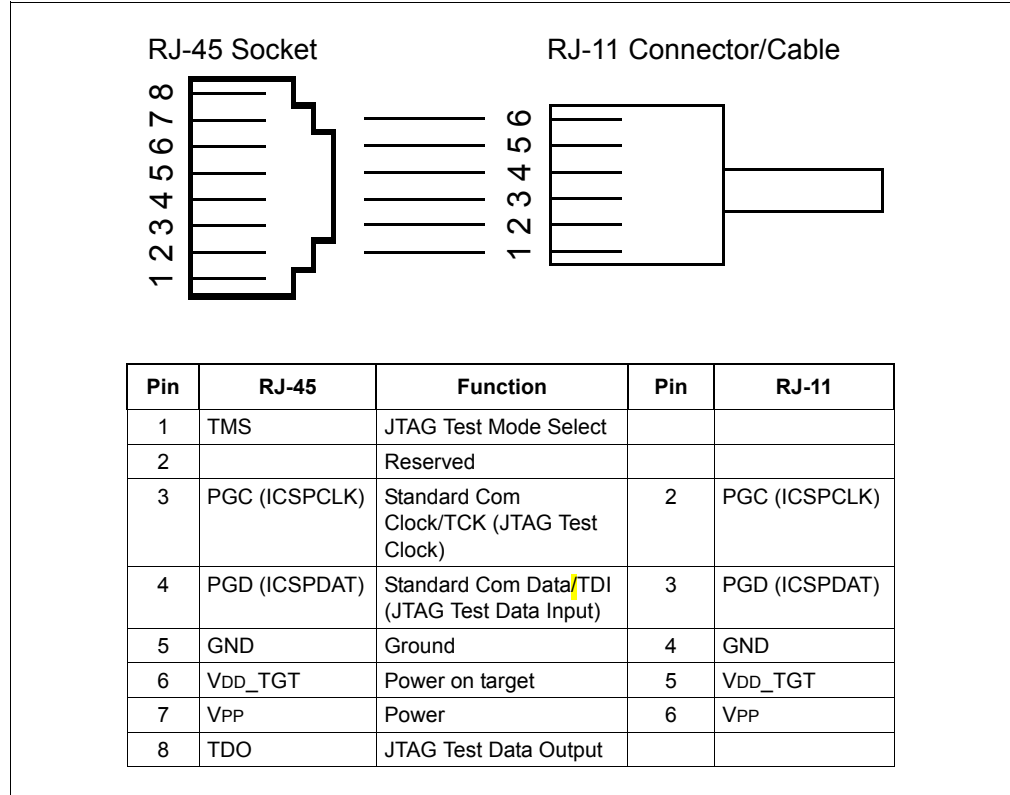 RJ-45 Socket
RJ-11 Connector/Cable
8
7
6
5
4
3
2
1
6
5
4
3
2
1
Pin RJ-45 Function Pin RJ-11
1 TMS JTAG Test Mode Select
2 Reserved
3 PGC (ICSPCLK) Standard Com 2 PGC (ICSPCLK)
Clock/TCK (JTAG Test
Clock)
4 PGD (ICSPDAT) Standard Com Data/TDI 3 PGD (ICSPDAT)
(JTAG Test Data Input)
5 GND Ground 4 GND
6 VDD_TGT Power on target 5 VDD_TGT
7 VPP Power 6 VPP
8 TDO JTAG Test Data Output